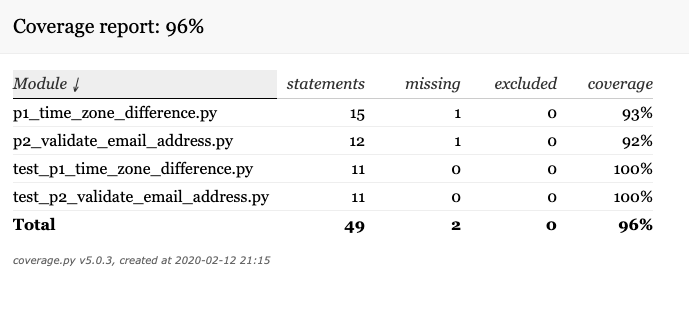 Coverage report: 96%
Module ↓ statements missing excluded coverage
p1_time_zone_difference.py 15 1 0 93%
p2_validate_email_address.py 12 1 0 92%
test_p1_time_zone_difference.py 11 0 0 100%
test_p2_validate_email_address.py 11 0 0 100%
Total 49 2 0 96%
coverage.py v5.0.3, created at 2020-02-12 21:15